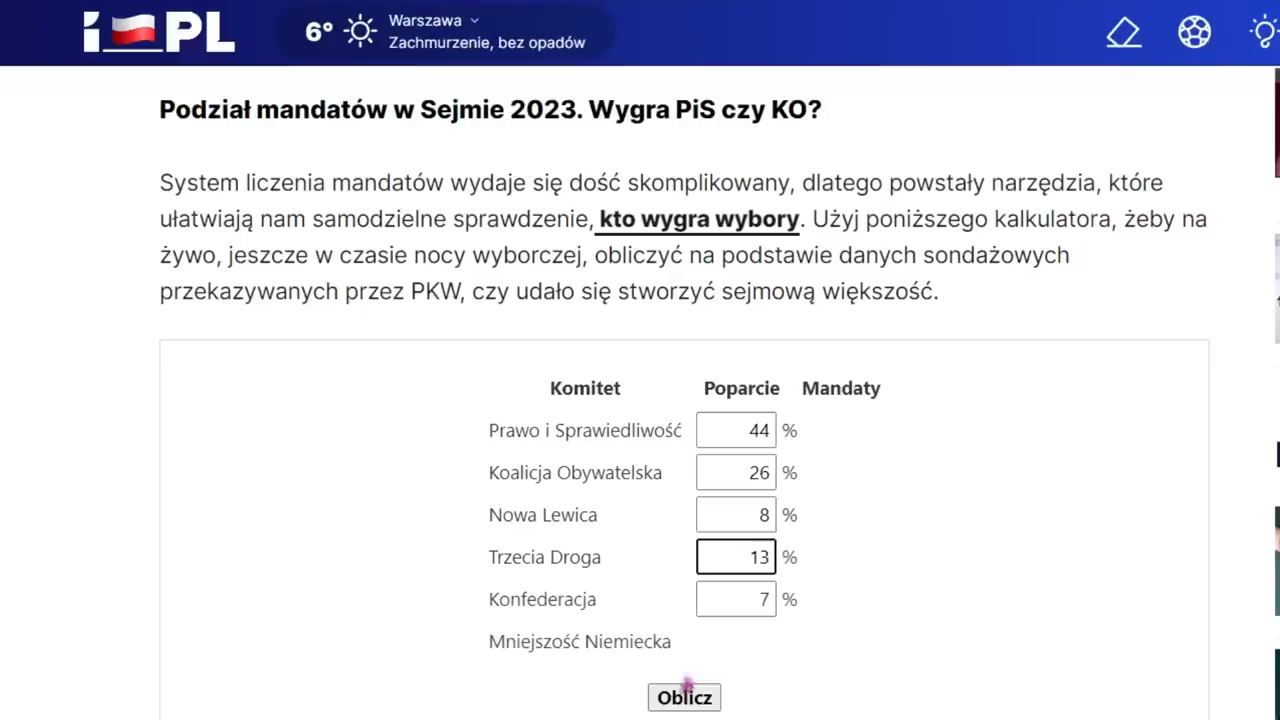 i PL
6° Warszawa
Zachmurzenie, bez opadów
Podział mandatów w Sejmie 2023. Wygra PiS czy KO?
System liczenia mandatów wydaje się dość skomplikowany, dlatego powstały narzędzia, które
ułatwiają nam samodzielne sprawdzenie, kto wygra wybory. Użyj poniższego kalkulatora, żeby na
żywo, jeszcze w czasie nocy wyborczej, obliczyć na podstawie danych sondażowych
przekazywanych przez PKW, czy udało się stworzyć sejmową większość.
Komitet Poparcie Mandaty
Prawo i Sprawiedliwość 44 %
Koalicja Obywatelska 26 %
Nowa Lewica 8 %
Trzecia Droga 13 %
Konfederacja 7 %
Mniejszość Niemiecka
Oblicz